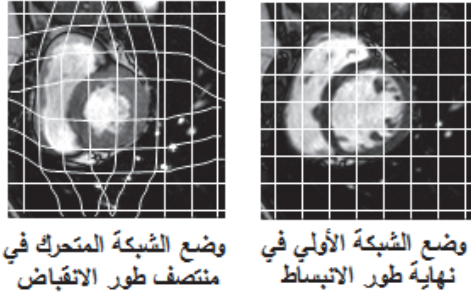 وضع الشبكة الأولي في
نهاية طور الانبساط
وضع الشبكة المتحرك في
منتصف طور الانقباض